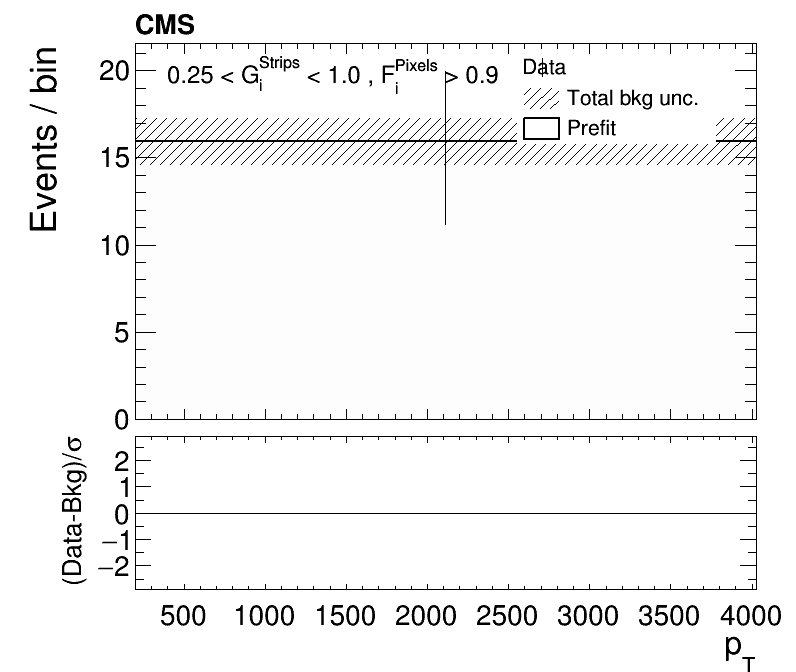 CMS
Events / bin
20
15
10
5
0
0.25 < G_i^Strips < 1.0 , F_i^Pixels > 0.9
Data
Total bkg unc.
Prefit
(Data-Bkg)/σ
2
1
0
−1
−2
500 1000 1500 2000 2500 3000 3500 4000
p_T